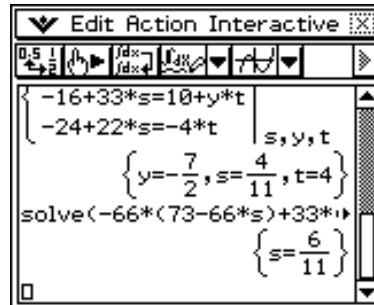 Edit Action Interactive
-16+33*s=10+y*t
-24+22*s=-4*t | s,y,t
{y=-7/2,s=4/11,t=4}
solve(-66*(73-66*s)+33*
{s=6/11}